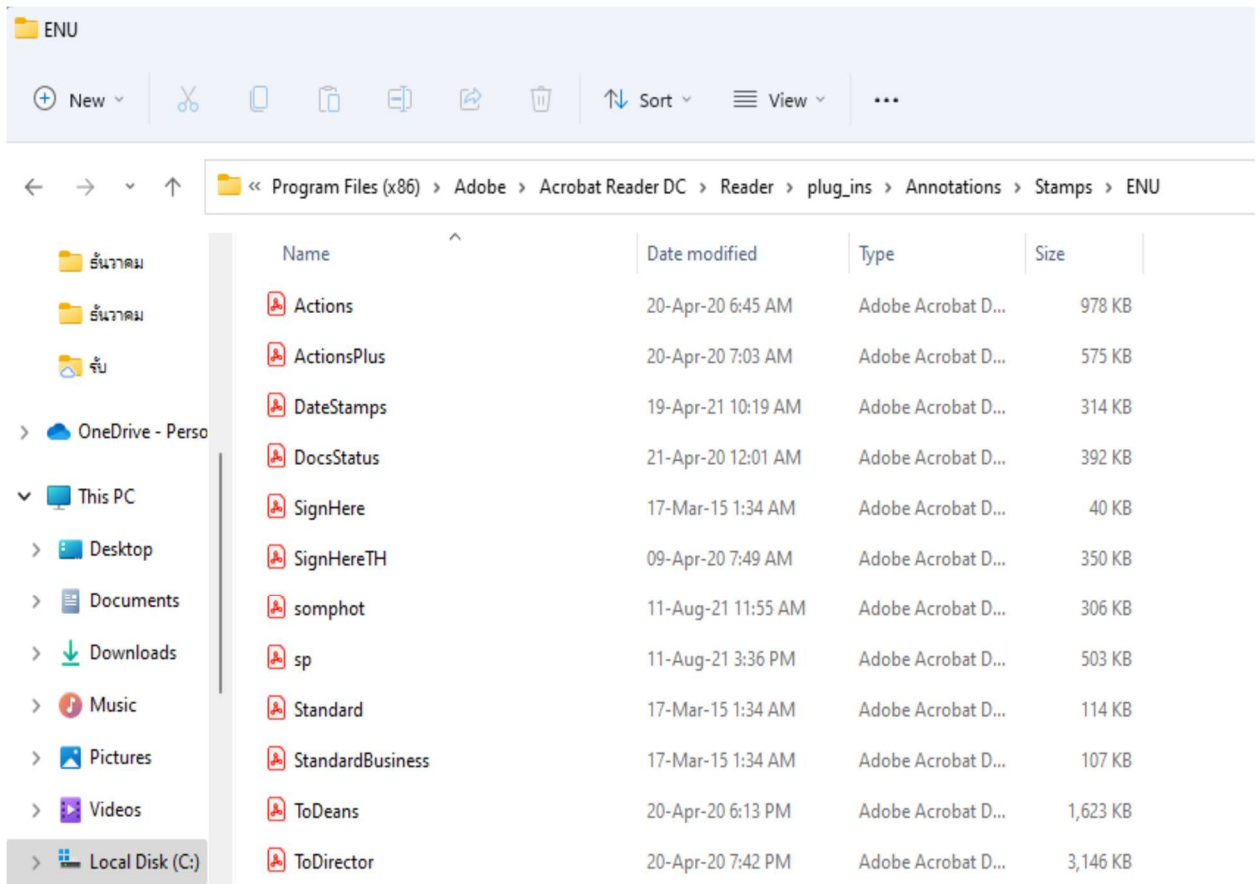 ENU
New Sort View ...
« Program Files (x86) > Adobe > Acrobat Reader DC > Reader > plug_ins > Annotations > Stamps > ENU
ธันวาคม
ธันวาคม
รับ
OneDrive - Perso
This PC
Desktop
Documents
Downloads
Music
Pictures
Videos
Local Disk (C:)
Name Date modified Type Size
Actions 20-Apr-20 6:45 AM Adobe Acrobat D... 978 KB
ActionsPlus 20-Apr-20 7:03 AM Adobe Acrobat D... 575 KB
DateStamps 19-Apr-21 10:19 AM Adobe Acrobat D... 314 KB
DocsStatus 21-Apr-20 12:01 AM Adobe Acrobat D... 392 KB
SignHere 17-Mar-15 1:34 AM Adobe Acrobat D... 40 KB
SignHereTH 09-Apr-20 7:49 AM Adobe Acrobat D... 350 KB
somphot 11-Aug-21 11:55 AM Adobe Acrobat D... 306 KB
sp 11-Aug-21 3:36 PM Adobe Acrobat D... 503 KB
Standard 17-Mar-15 1:34 AM Adobe Acrobat D... 114 KB
StandardBusiness 17-Mar-15 1:34 AM Adobe Acrobat D... 107 KB
ToDeans 20-Apr-20 6:13 PM Adobe Acrobat D... 1,623 KB
ToDirector 20-Apr-20 7:42 PM Adobe Acrobat D... 3,146 KB